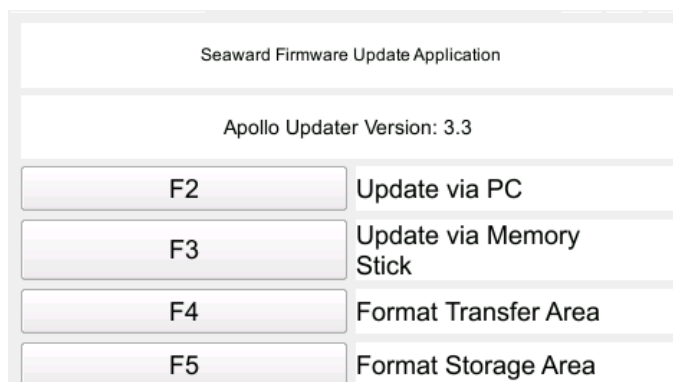 Seaward Firmware Update Application
Apollo Updater Version: 3.3
F2 Update via PC
F3 Update via Memory
Stick
F4 Format Transfer Area
F5 Format Storage Area